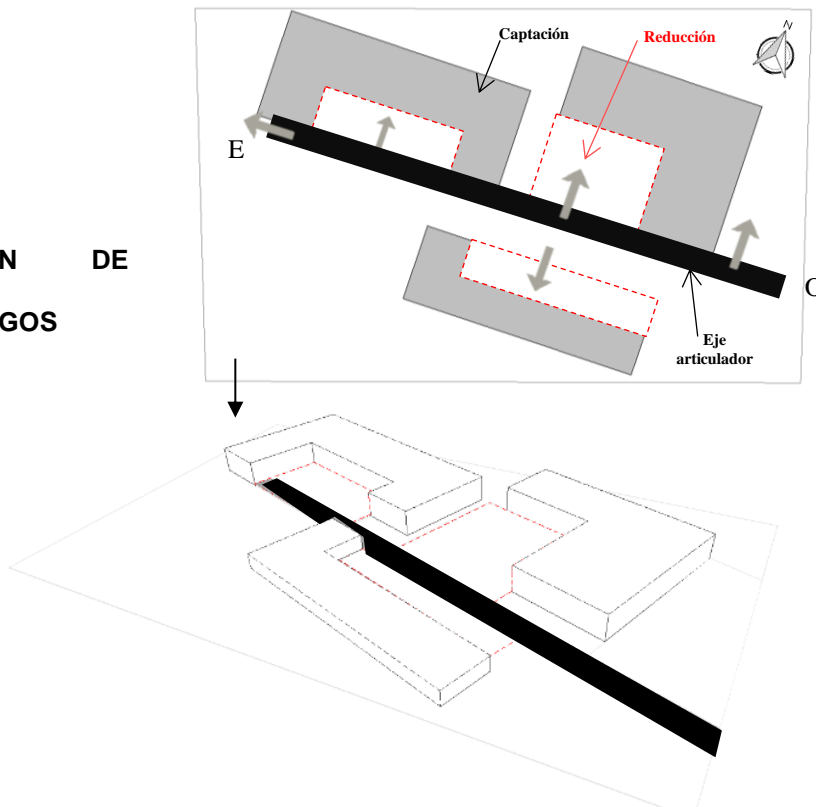 N
Captación
Reducción
E
N DE
GOS
O
Eje
articulador